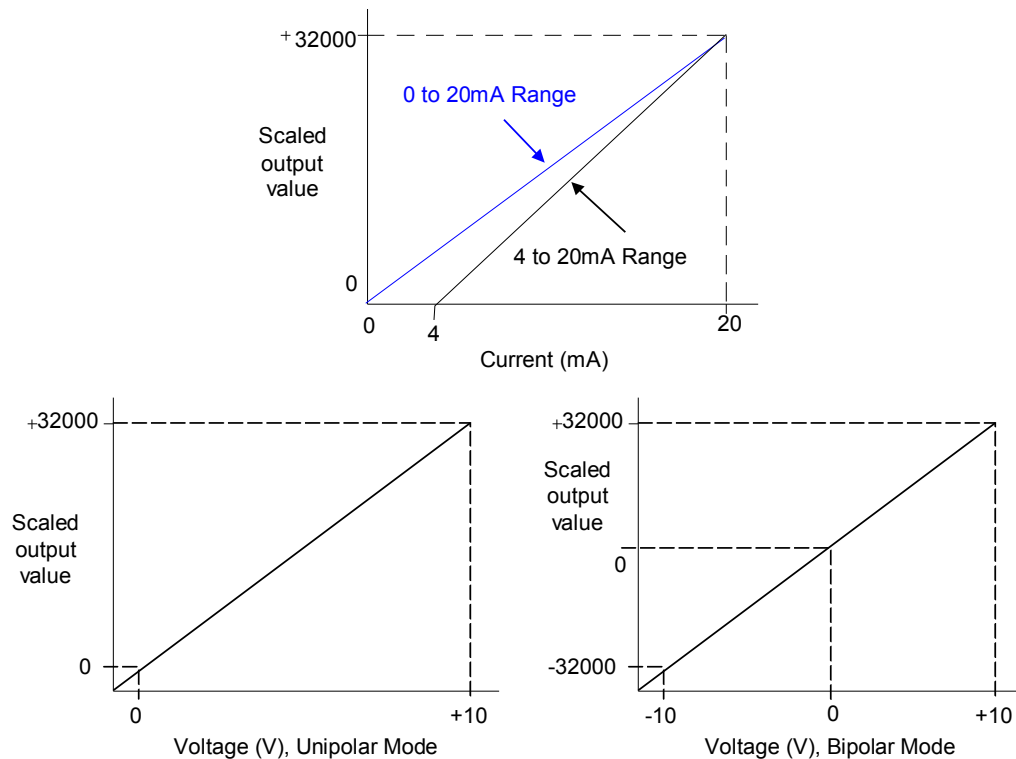 +32000
0 to 20mA Range
Scaled
output
value
4 to 20mA Range
0
0
4
20
Current (mA)
+32000
Scaled
output
value
0
0
+10
Voltage (V), Unipolar Mode
+32000
Scaled
output
value
0
-32000
-10
0
+10
Voltage (V), Bipolar Mode